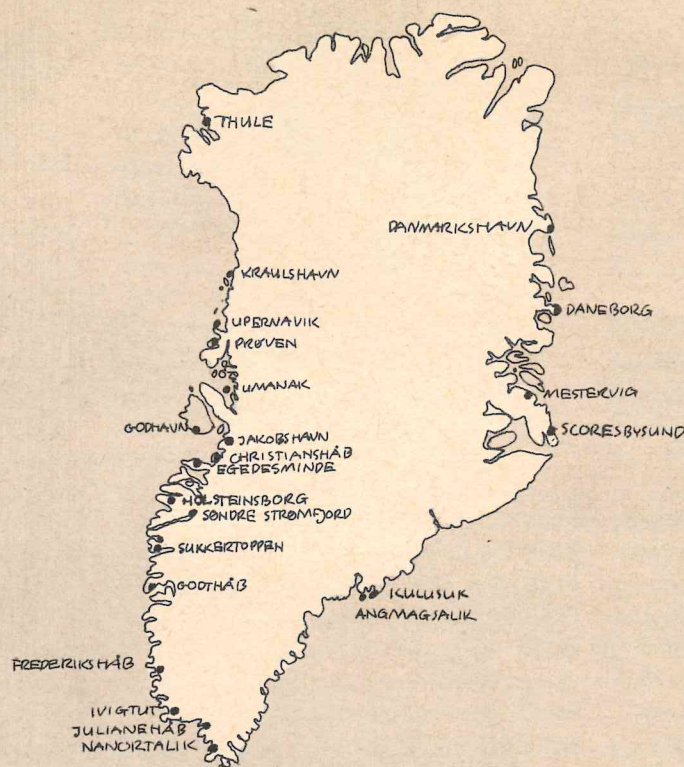 THULE
DANMARKSHAVN
KRAULSHAVN
DANEBORG
UPERNAVIK
PRØVEN
UMANAK
MESTERVIG
GODHAVN
SCORESBYSUND
JAKOBSHAVN
CHRISTIANSHÅB
EGEDESMINDE
HOLSTEINSBORG
SØNDRE STRØMFJORD
SUKKERTOPPEN
GODTHÅB
KULUSUK
ANGMAGSALIK
FREDERIKSHÅB
IVIGTUT
JULIANEHÅB
NANORTALIK